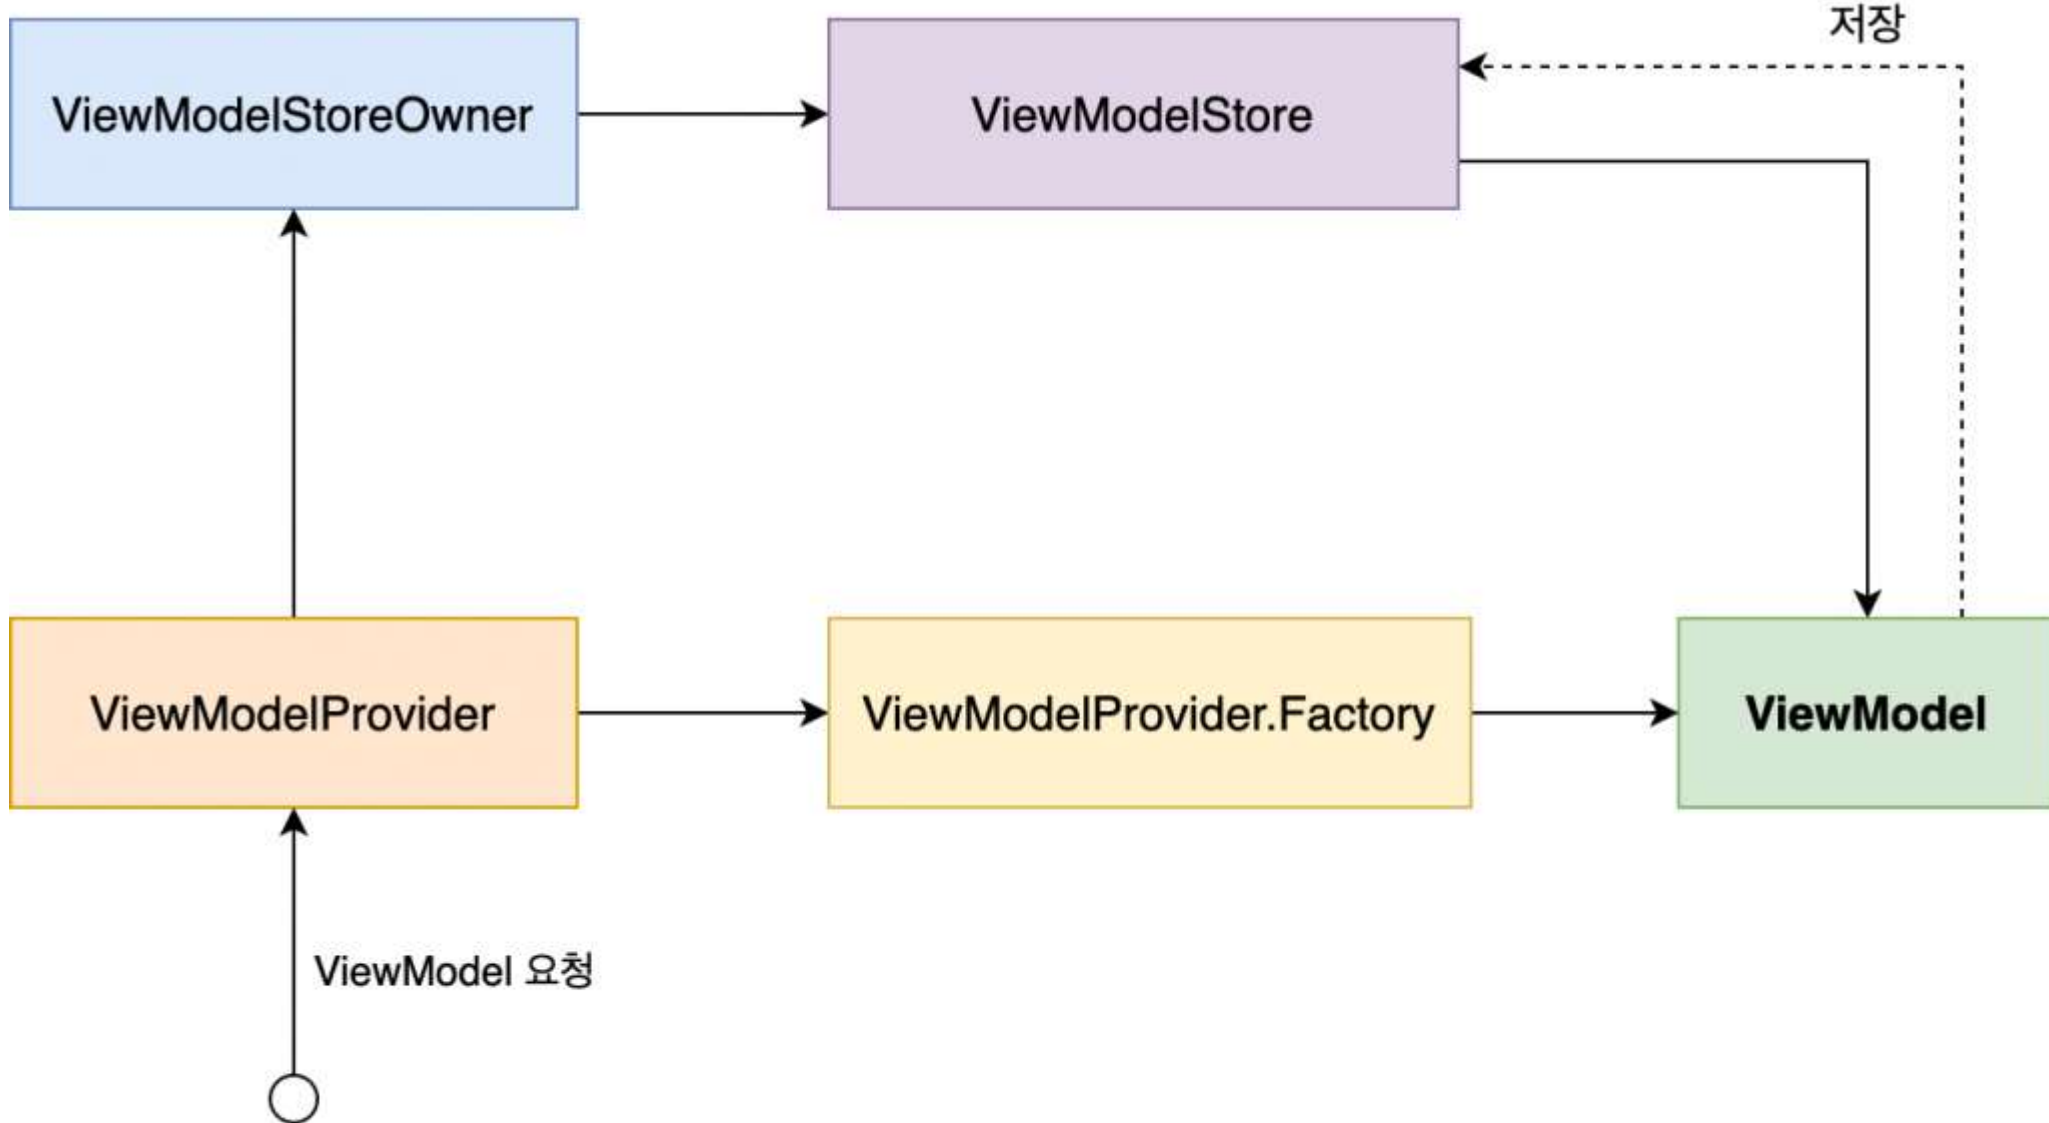 저장
ViewModelStoreOwner
ViewModelStore
ViewModelProvider
ViewModelProvider.Factory
ViewModel
ViewModel 요청